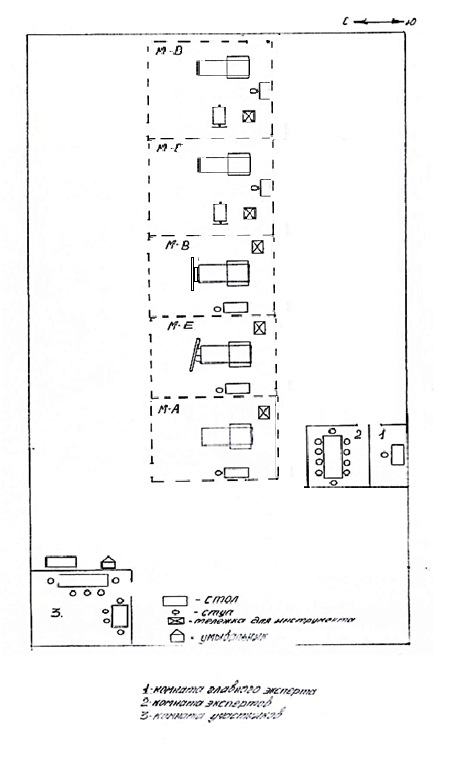 С Ю
М-В
М-Г
М-В
М-Е
М-А
2 1
3.
- стол
- стул
- тележка для инструмента
- умывальник
1-комната главного эксперта
2-комната экспертов
3-комната участников